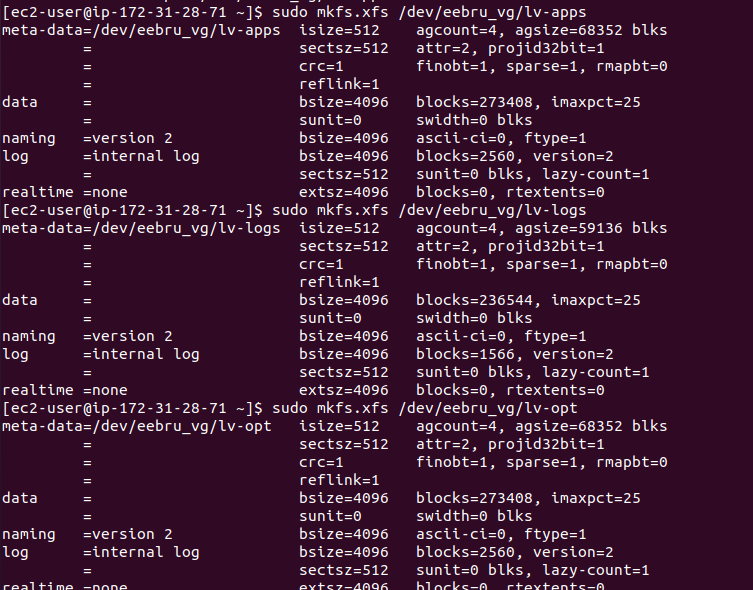 [ec2-user@ip-172-31-28-71 ~]$ sudo mkfs.xfs /dev/eebru_vg/lv-apps
meta-data=/dev/eebru_vg/lv-apps  isize=512    agcount=4, agsize=68352 blks
         =                       sectsz=512   attr=2, projid32bit=1
         =                       crc=1        finobt=1, sparse=1, rmapbt=0
         =                       reflink=1
data     =                       bsize=4096   blocks=273408, imaxpct=25
         =                       sunit=0      swidth=0 blks
naming   =version 2              bsize=4096   ascii-ci=0, ftype=1
log      =internal log           bsize=4096   blocks=2560, version=2
         =                       sectsz=512   sunit=0 blks, lazy-count=1
realtime =none                   extsz=4096   blocks=0, rtextents=0
[ec2-user@ip-172-31-28-71 ~]$ sudo mkfs.xfs /dev/eebru_vg/lv-logs
meta-data=/dev/eebru_vg/lv-logs  isize=512    agcount=4, agsize=59136 blks
         =                       sectsz=512   attr=2, projid32bit=1
         =                       crc=1        finobt=1, sparse=1, rmapbt=0
         =                       reflink=1
data     =                       bsize=4096   blocks=236544, imaxpct=25
         =                       sunit=0      swidth=0 blks
naming   =version 2              bsize=4096   ascii-ci=0, ftype=1
log      =internal log           bsize=4096   blocks=1566, version=2
         =                       sectsz=512   sunit=0 blks, lazy-count=1
realtime =none                   extsz=4096   blocks=0, rtextents=0
[ec2-user@ip-172-31-28-71 ~]$ sudo mkfs.xfs /dev/eebru_vg/lv-opt
meta-data=/dev/eebru_vg/lv-opt   isize=512    agcount=4, agsize=68352 blks
         =                       sectsz=512   attr=2, projid32bit=1
         =                       crc=1        finobt=1, sparse=1, rmapbt=0
         =                       reflink=1
data     =                       bsize=4096   blocks=273408, imaxpct=25
         =                       sunit=0      swidth=0 blks
naming   =version 2              bsize=4096   ascii-ci=0, ftype=1
log      =internal log           bsize=4096   blocks=2560, version=2
         =                       sectsz=512   sunit=0 blks, lazy-count=1
realtime =none                   extsz=4096   blocks=0, rtextents=0